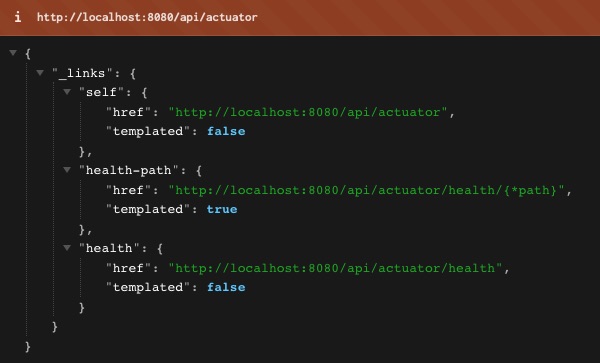 i http://localhost:8080/api/actuator
{
"_links": {
"self": {
"href": "http://localhost:8080/api/actuator",
"templated": false
},
"health-path": {
"href": "http://localhost:8080/api/actuator/health/{*path}",
"templated": true
},
"health": {
"href": "http://localhost:8080/api/actuator/health",
"templated": false
}
}
}